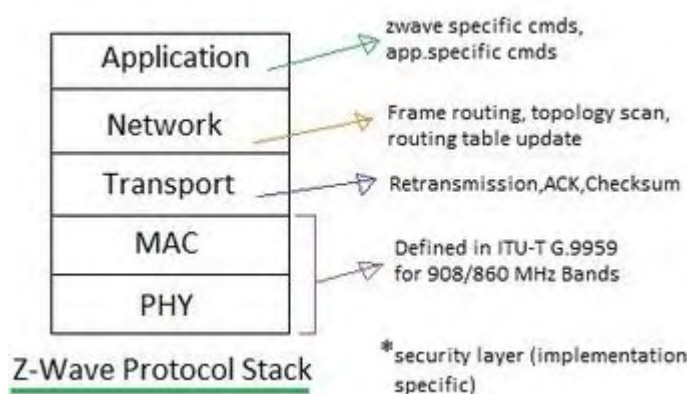 Application
zwave specific cmds,
app.specific cmds
Network
Frame routing, topology scan,
routing table update
Transport
Retransmission,ACK,Checksum
MAC
PHY
Defined in ITU-T G.9959
for 908/860 MHz Bands
Z-Wave Protocol Stack
*security layer (implementation
specific)